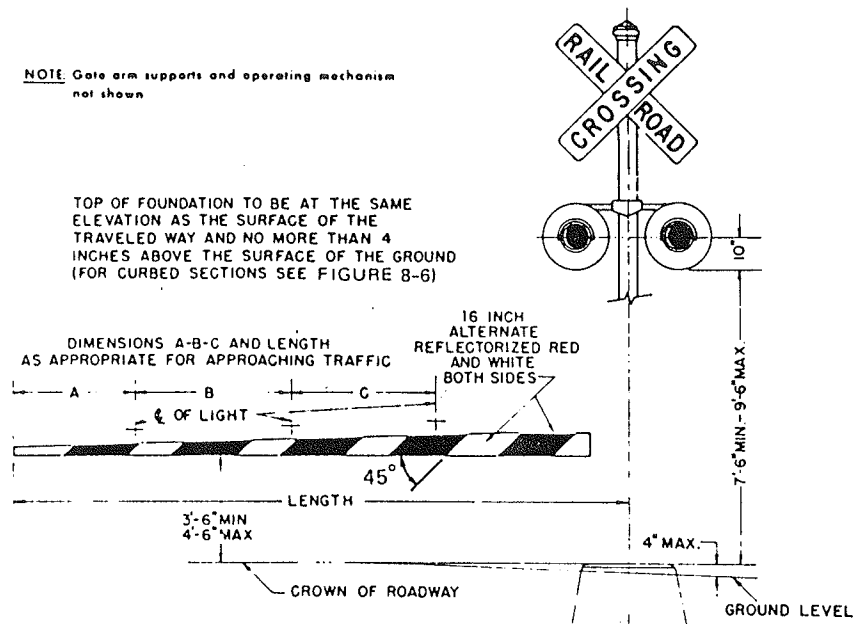 RAIL
ROAD
CROSSING
NOTE: Gate arm supports and operating mechanism
not shown
TOP OF FOUNDATION TO BE AT THE SAME
ELEVATION AS THE SURFACE OF THE
TRAVELED WAY AND NO MORE THAN 4
INCHES ABOVE THE SURFACE OF THE GROUND
(FOR CURBED SECTIONS SEE FIGURE 8-6)
10"
16 INCH
ALTERNATE
REFLECTORIZED RED
AND WHITE
BOTH SIDES
DIMENSIONS A-B-C AND LENGTH
AS APPROPRIATE FOR APPROACHING TRAFFIC
A
B
C
℄ OF LIGHT
45°
7'-6" MIN - 9'-6" MAX.
LENGTH
3'-6" MIN
4'-6" MAX
4" MAX.
CROWN OF ROADWAY
GROUND LEVEL